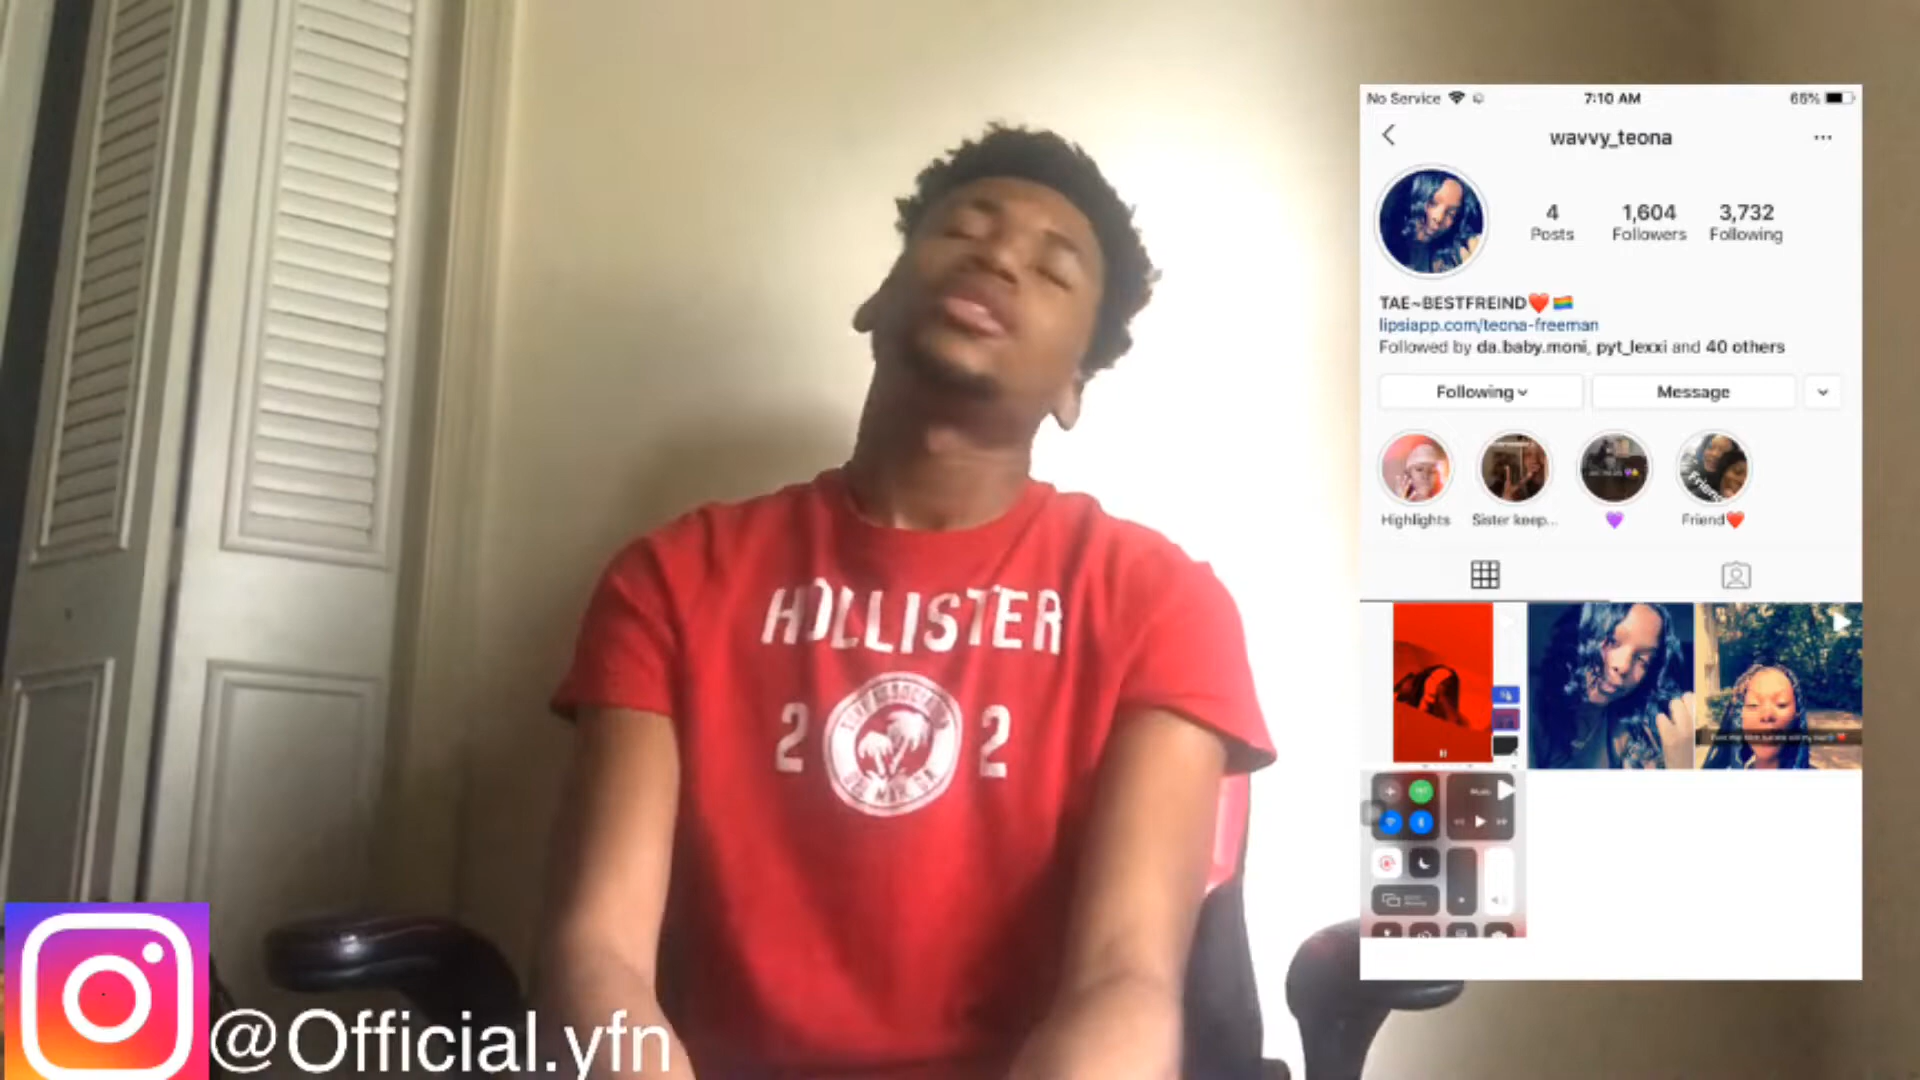 No Service
7:10 AM
66%
wavvy_teona
4
1,604
3,732
Posts
Followers
Following
TAE~BESTFREIND❤️🏳️‍🌈
lipsiapp.com/teona-freeman
Followed by da.baby.moni, pyt_lexxi and 40 others
Following
Message
Highlights
Sister keep...
💜
Friend❤️
Friend
HOLLISTER
2 2
Music
@Official.yfn